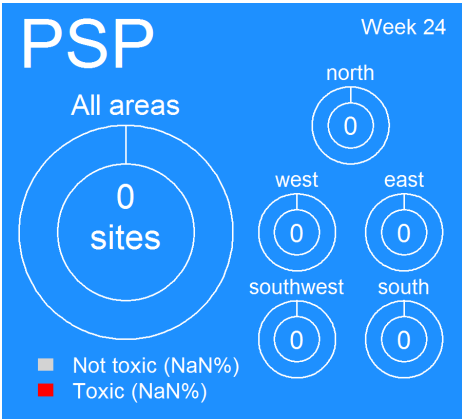 PSP
Week 24
north
0
All areas
0
sites
west
0
east
0
southwest
0
south
0
Not toxic (NaN%)
Toxic (NaN%)